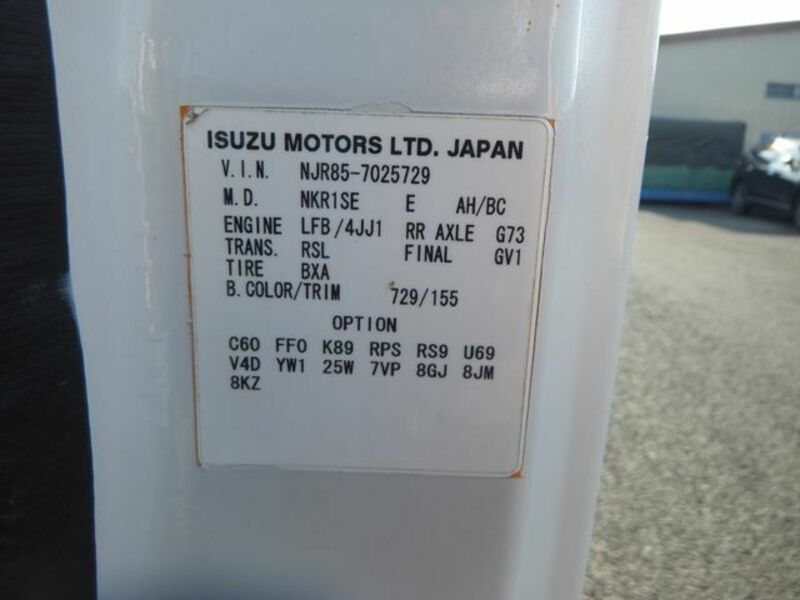 ISUZU MOTORS LTD. JAPAN
V.I.N. NJR85-7025729
M.D. NKR1SE E AH/BC
ENGINE LFB/4JJ1 RR AXLE G73
TRANS. RSL FINAL GV1
TIRE BXA
B.COLOR/TRIM 729/155
OPTION
C60 FF0 K89 RPS RS9 U69
V4D YW1 25W 7VP 8GJ 8JM
8KZ